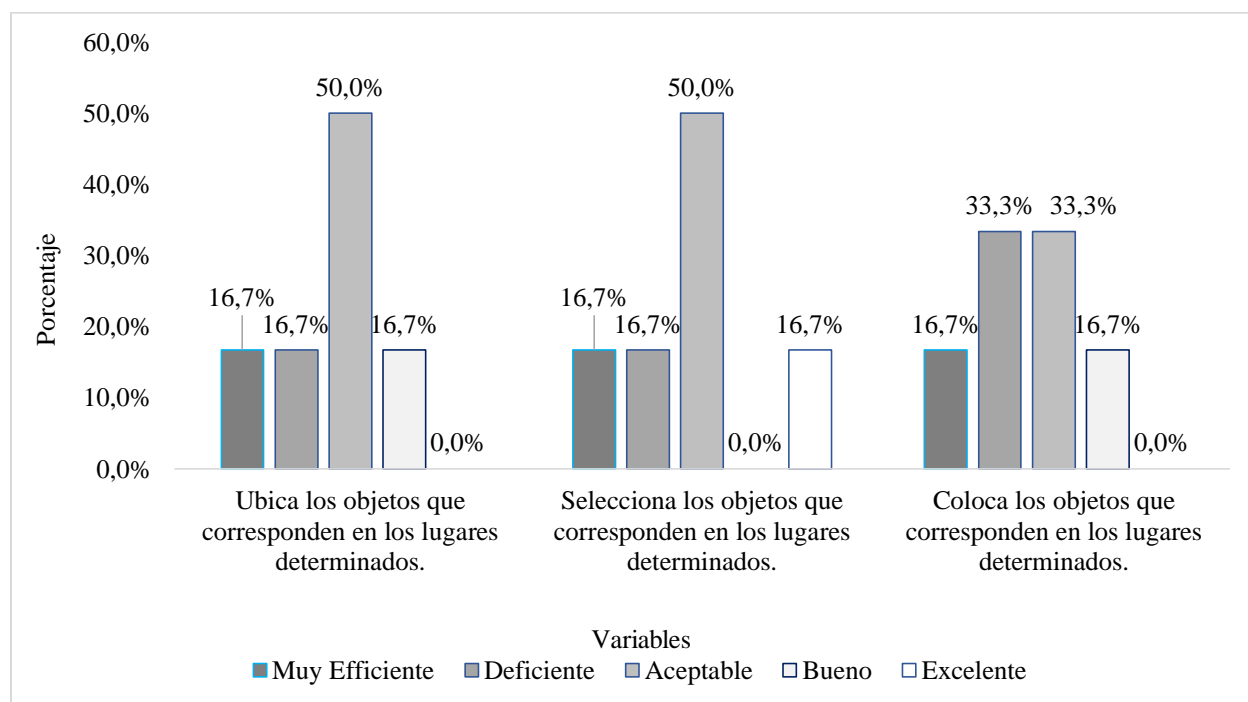 60,0%
50,0%
40,0%
30,0%
20,0%
10,0%
0,0%
Porcentaje
16,7%
16,7%
50,0%
16,7%
0,0%
16,7%
16,7%
50,0%
0,0%
16,7%
16,7%
33,3%
33,3%
16,7%
0,0%
Ubica los objetos que
corresponden en los lugares
determinados.
Selecciona los objetos que
corresponden en los lugares
determinados.
Coloca los objetos que
corresponden en los lugares
determinados.
Variables
Muy Efficiente Deficiente Aceptable Bueno Excelente